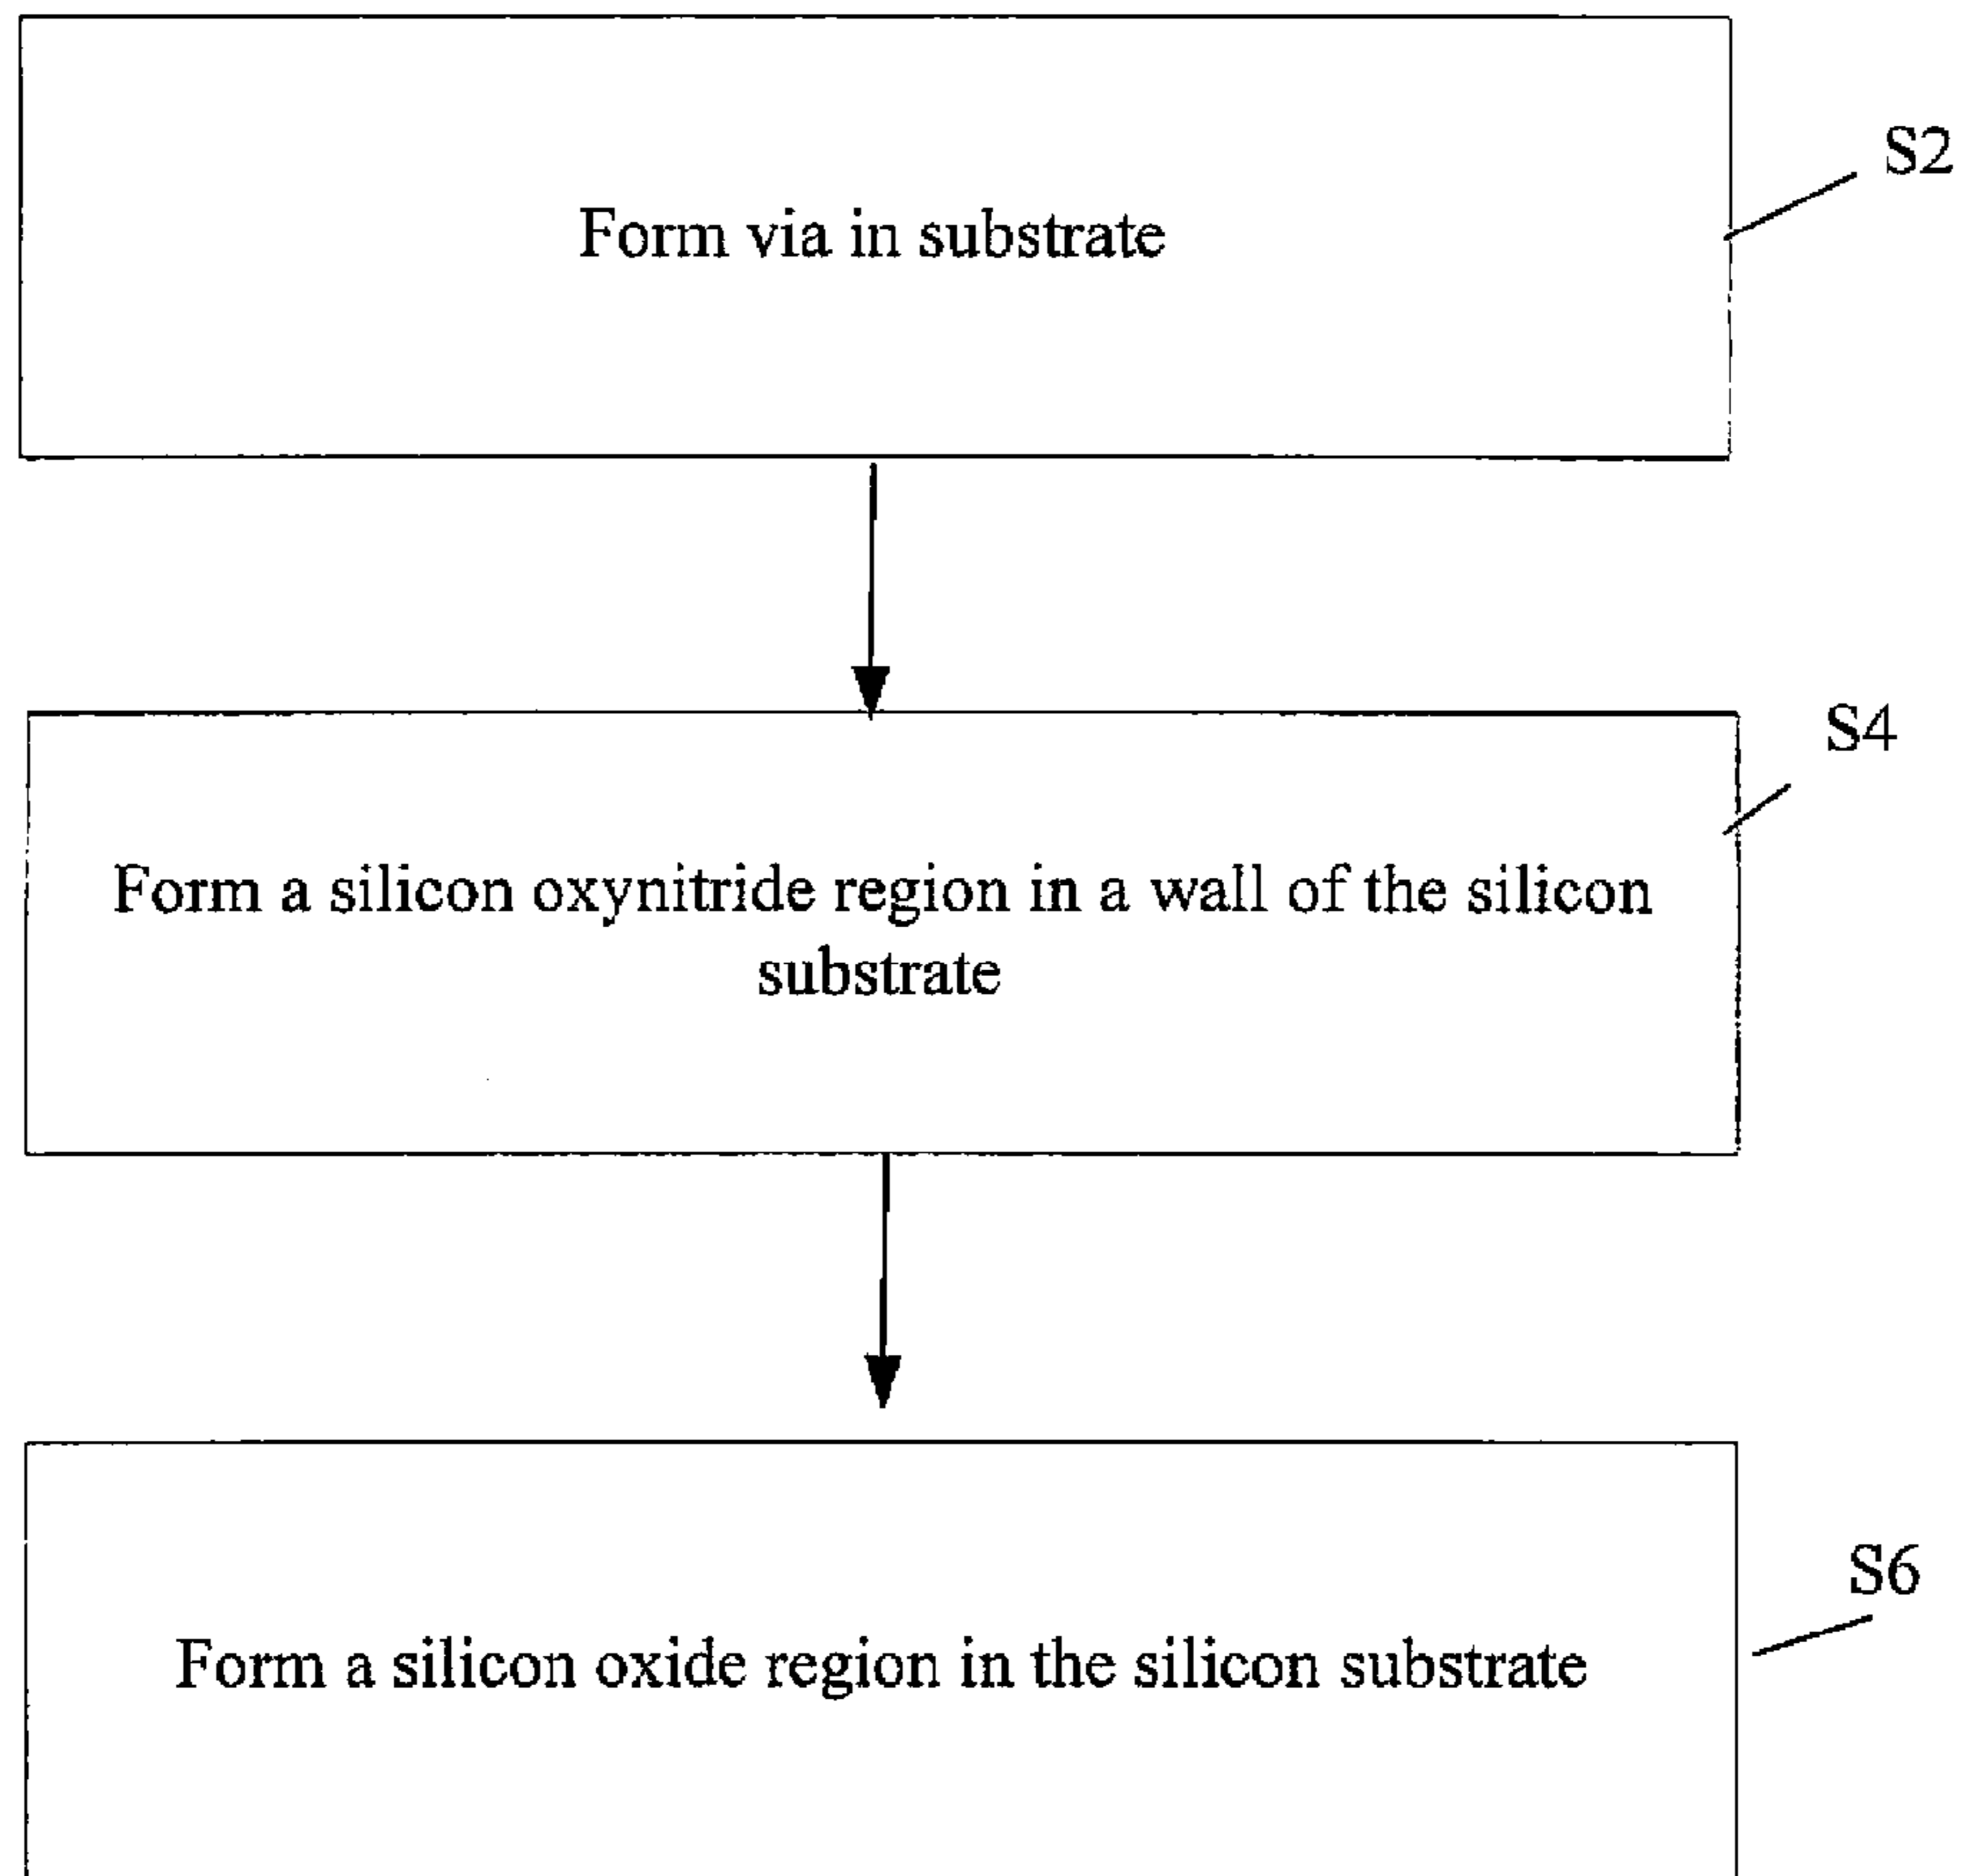 Form via in substrate
S2
Form a silicon oxynitride region in a wall of the silicon
substrate
S4
Form a silicon oxide region in the silicon substrate
S6